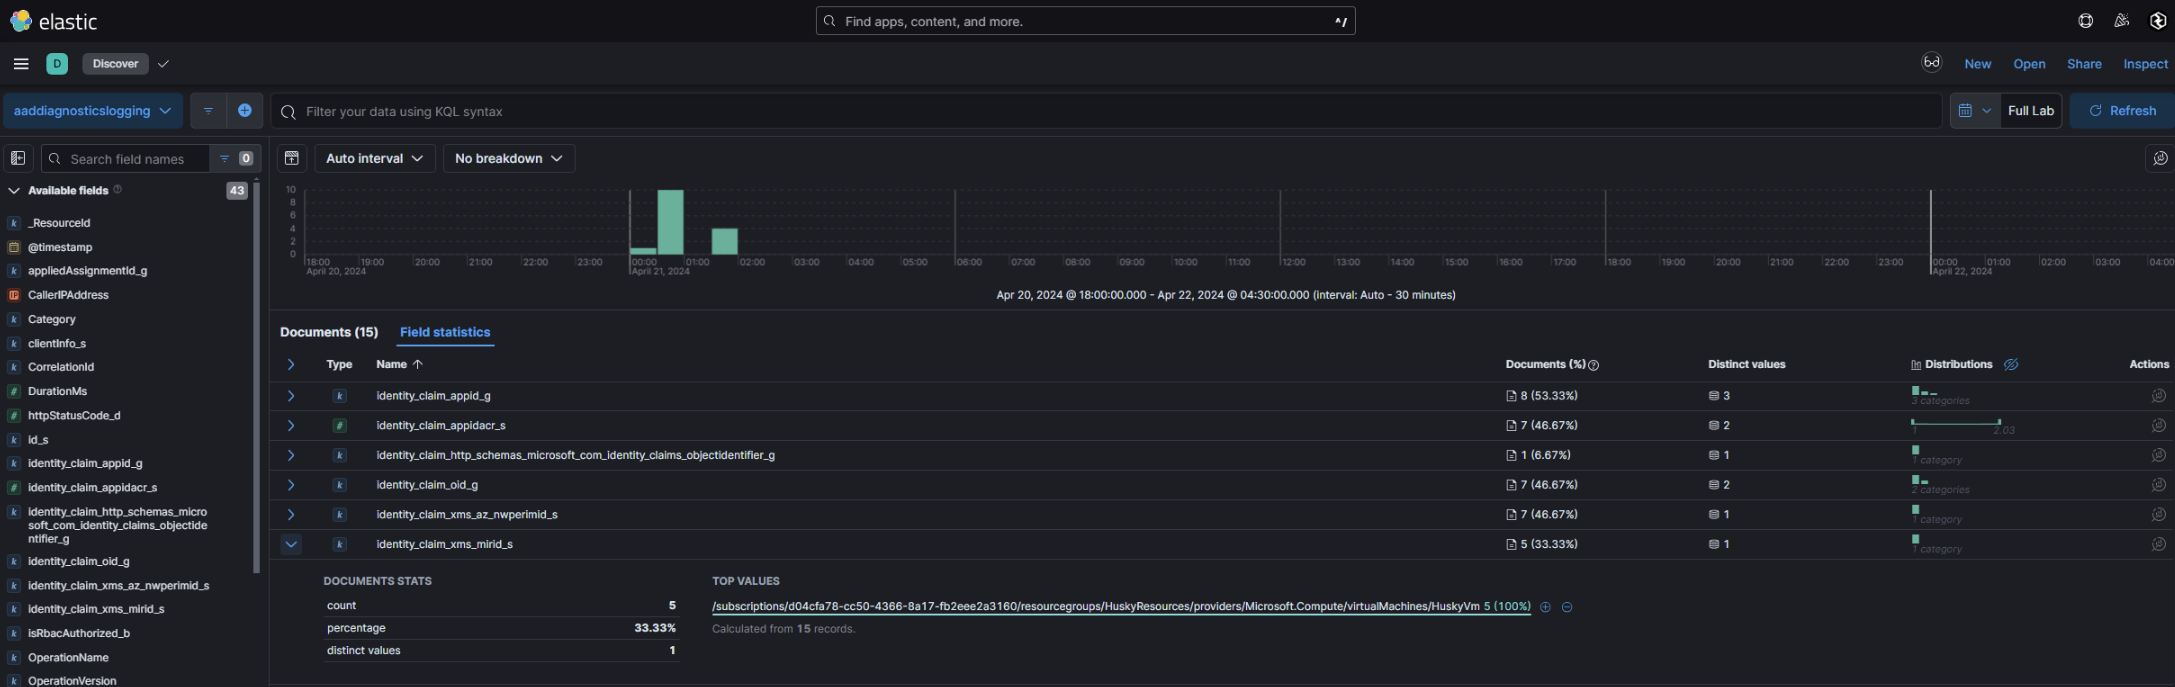 elastic
Find apps, content, and more.
^/
D
Discover
New
Open
Share
Inspect
aaddiagnosticslogging
Filter your data using KQL syntax
Full Lab
Refresh
Search field names
0
Auto interval
No breakdown
Available fields
43
k _ResourceId
@timestamp
k appliedAssignmentId_g
CallerIPAddress
k Category
k clientInfo_s
k CorrelationId
# DurationMs
# httpStatusCode_d
k id_s
k identity_claim_appid_g
# identity_claim_appidacr_s
k identity_claim_http_schemas_micro
soft_com_identity_claims_objectide
ntifier_g
k identity_claim_oid_g
k identity_claim_xms_az_nwperimid_s
k identity_claim_xms_mirid_s
k isRbacAuthorized_b
k OperationName
k OperationVersion
10
8
6
4
2
0
18:00 19:00 20:00 21:00 22:00 23:00 00:00 01:00 02:00 03:00 04:00 05:00 06:00 07:00 08:00 09:00 10:00 11:00 12:00 13:00 14:00 15:00 16:00 17:00 18:00 19:00 20:00 21:00 22:00 23:00 00:00 01:00 02:00 03:00 04:00
April 20, 2024 April 21, 2024 April 22, 2024
Apr 20, 2024 @ 18:00:00.000 - Apr 22, 2024 @ 04:30:00.000 (interval: Auto - 30 minutes)
Documents (15) Field statistics
Type Name Documents (%) Distinct values Distributions Actions
k identity_claim_appid_g 8 (53.33%) 3
3 categories
# identity_claim_appidacr_s 7 (46.67%) 2
1 2.03
k identity_claim_http_schemas_microsoft_com_identity_claims_objectidentifier_g 1 (6.67%) 1
1 category
k identity_claim_oid_g 7 (46.67%) 2
2 categories
k identity_claim_xms_az_nwperimid_s 7 (46.67%) 1
1 category
k identity_claim_xms_mirid_s 5 (33.33%) 1
1 category
DOCUMENTS STATS
count 5
percentage 33.33%
distinct values 1
TOP VALUES
/subscriptions/d04cfa78-cc50-4366-8a17-fb2eee2a3160/resourcegroups/HuskyResources/providers/Microsoft.Compute/virtualMachines/HuskyVm 5 (100%)
Calculated from 15 records.